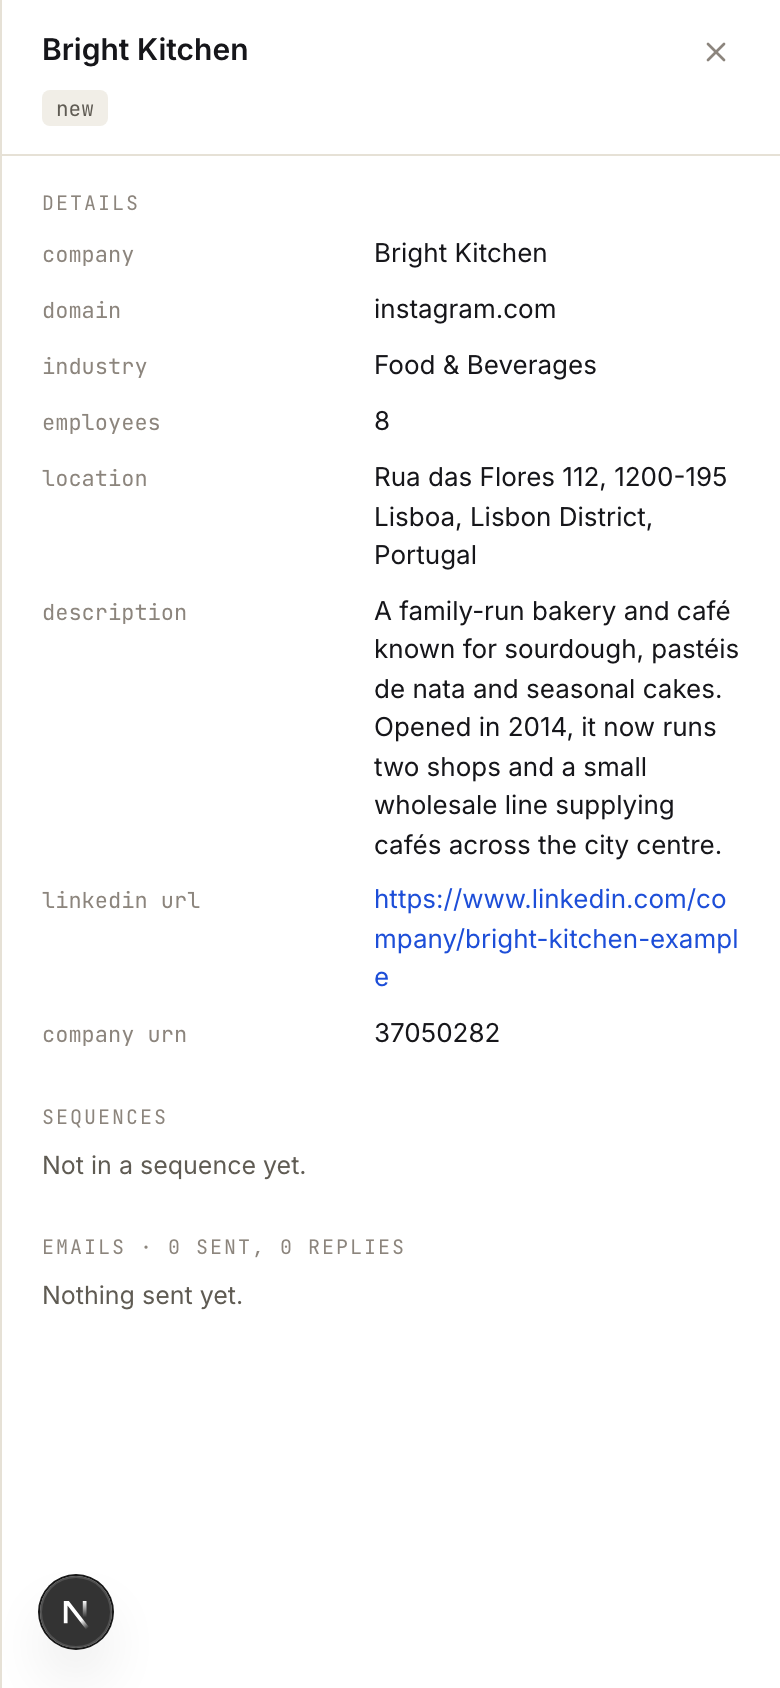 Bright Kitchen
new
DETAILS
company
Bright Kitchen
domain
instagram.com
industry
Food & Beverages
employees
8
location
Rua das Flores 112, 1200-195
Lisboa, Lisbon District,
Portugal
description
A family-run bakery and café
known for sourdough, pastéis
de nata and seasonal cakes.
Opened in 2014, it now runs
two shops and a small
wholesale line supplying
cafés across the city centre.
linkedin url
https://www.linkedin.com/co
mpany/bright-kitchen-exampl
e
company urn
37050282
SEQUENCES
Not in a sequence yet.
EMAILS · 0 SENT, 0 REPLIES
Nothing sent yet.
N